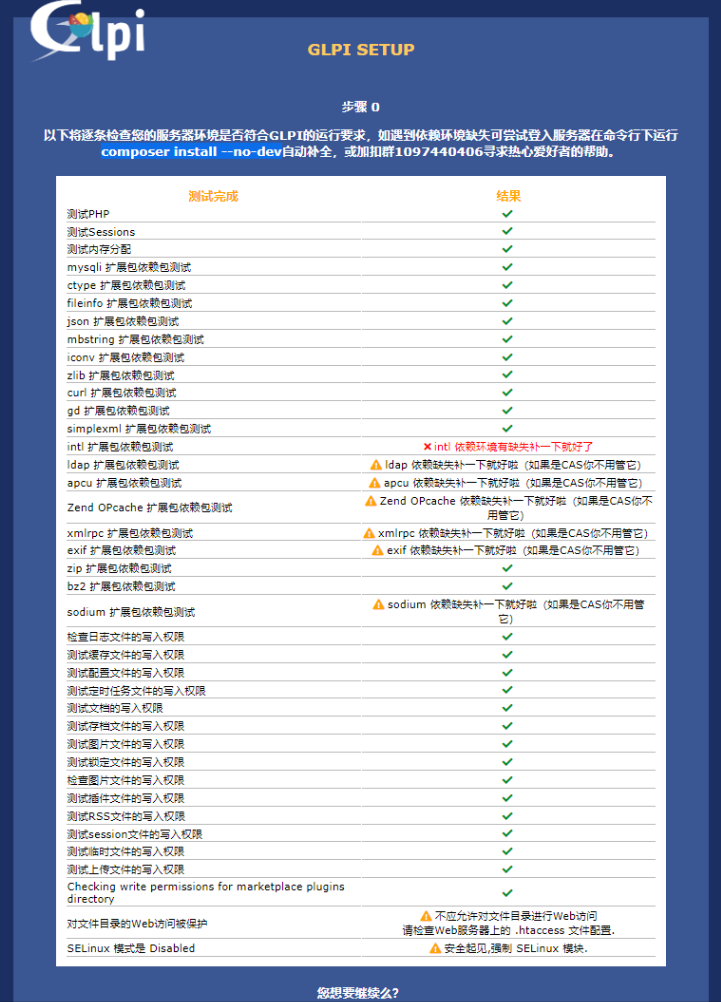 Glpi
GLPI SETUP
步骤 0
以下将逐条检查您的服务器环境是否符合GLPI的运行要求，如遇到依赖环境缺失可尝试登入服务器在命令行下运行
composer install --no-dev自动补全，或加扣群1097440406寻求热心爱好者的帮助。
测试完成 结果
测试PHP
测试Sessions
测试内存分配
mysqli 扩展包依赖包测试
ctype 扩展包依赖包测试
fileinfo 扩展包依赖包测试
json 扩展包依赖包测试
mbstring 扩展包依赖包测试
iconv 扩展包依赖包测试
zlib 扩展包依赖包测试
curl 扩展包依赖包测试
gd 扩展包依赖包测试
simplexml 扩展包依赖包测试
intl 扩展包依赖包测试 intl 依赖环境有缺失补一下就好了
ldap 扩展包依赖包测试 ldap 依赖缺失补一下就好啦（如果是CAS你不用管它）
apcu 扩展包依赖包测试 apcu 依赖缺失补一下就好啦（如果是CAS你不用管它）
Zend OPcache 扩展包依赖包测试 Zend OPcache 依赖缺失补一下就好啦（如果是CAS你不
用管它）
xmlrpc 扩展包依赖包测试 xmlrpc 依赖缺失补一下就好啦（如果是CAS你不用管它）
exif 扩展包依赖包测试 exif 依赖缺失补一下就好啦（如果是CAS你不用管它）
zip 扩展包依赖包测试
bz2 扩展包依赖包测试
sodium 扩展包依赖包测试 sodium 依赖缺失补一下就好啦（如果是CAS你不用管
它）
检查日志文件的写入权限
测试缓存文件的写入权限
测试配置文件的写入权限
测试定时任务文件的写入权限
测试文档的写入权限
测试存档文件的写入权限
测试图片文件的写入权限
测试锁定文件的写入权限
检查图片文件的写入权限
测试插件文件的写入权限
测试RSS文件的写入权限
测试session文件的写入权限
测试临时文件的写入权限
测试上传文件的写入权限
Checking write permissions for marketplace plugins
directory
对文件目录的Web访问被保护 不应允许对文件目录进行Web访问
请检查Web服务器上的 .htaccess 文件配置.
SELinux 模式是 Disabled 安全起见,强制 SELinux 模块.
您想要继续么?